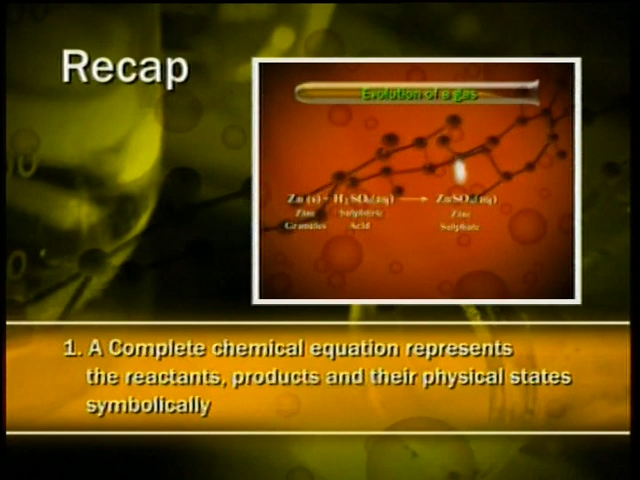 Recap
Evolution of a gas
Zn (s) + H₂SO₄(aq) → ZnSO₄(aq)
Zinc Sulphuric Zinc
Granules Acid Sulphate
1. A Complete chemical equation represents
the reactants, products and their physical states
symbolically